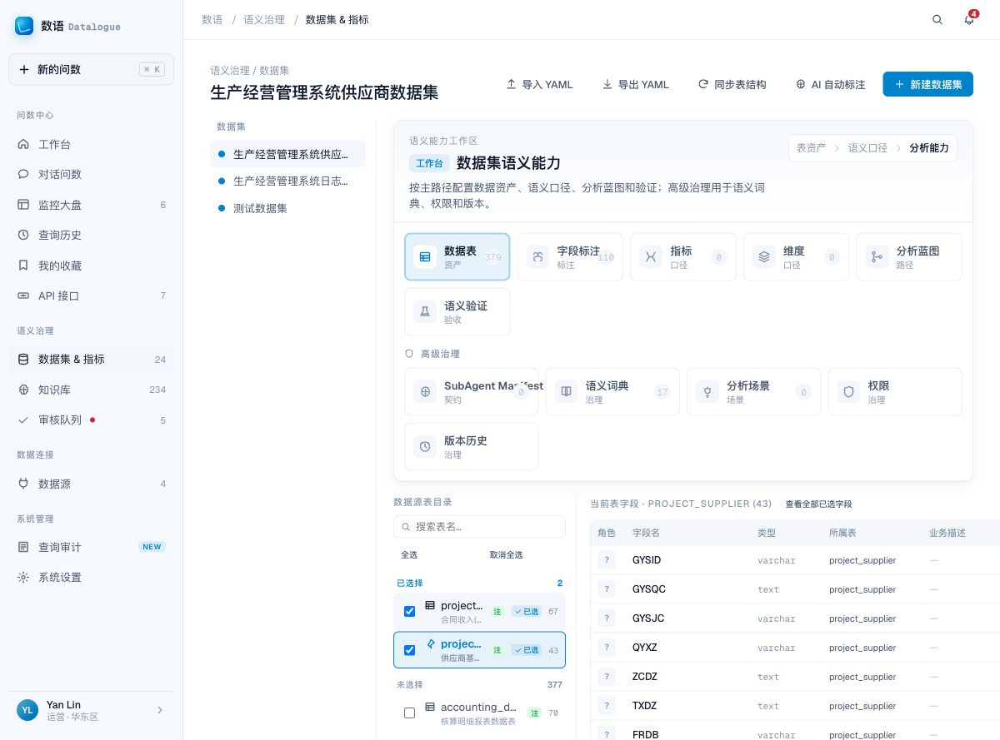 数语 Datalogue
新的问数 ⌘ K
问数中心
工作台
对话问数
监控大盘 6
查询历史
我的收藏
API 接口 7
语义治理
数据集 & 指标 24
知识库 234
审核队列 5
数据连接
数据源 4
系统管理
查询审计 NEW
系统设置
YL Yan Lin
运营 · 华东区
数语 / 语义治理 / 数据集 & 指标
4
语义治理 / 数据集
生产经营管理系统供应商数据集
导入 YAML 导出 YAML 同步表结构 AI 自动标注 新建数据集
数据集
生产经营管理系统供应...
生产经营管理系统日志...
测试数据集
语义能力工作区
工作台 数据集语义能力
按主路径配置数据资产、语义口径、分析蓝图和验证；高级治理用于语义词
典、权限和版本。
表资产 语义口径 分析能力
数据表 379
资产
字段标注 110
标注
指标 0
口径
维度 0
口径
分析蓝图
路径
语义验证
验收
高级治理
SubAgent Manifest 0
契约
语义词典 17
治理
分析场景 0
场景
权限
治理
版本历史
治理
数据源表目录
搜索表名...
全选 取消全选
已选择 2
project... 注 ✓ 已选 67
合同收入(...
projec... 注 ✓ 已选 43
供应商基...
未选择 377
accounting_d... 注 70
核算明细报表数据表
当前表字段 · PROJECT_SUPPLIER (43) 查看全部已选字段
角色 字段名 类型 所属表 业务描述
? GYSID varchar project_supplier —
? GYSQC text project_supplier —
? GYSJC varchar project_supplier —
? QYXZ varchar project_supplier —
? ZCDZ text project_supplier —
? TXDZ text project_supplier —
? FRDB varchar project_supplier —